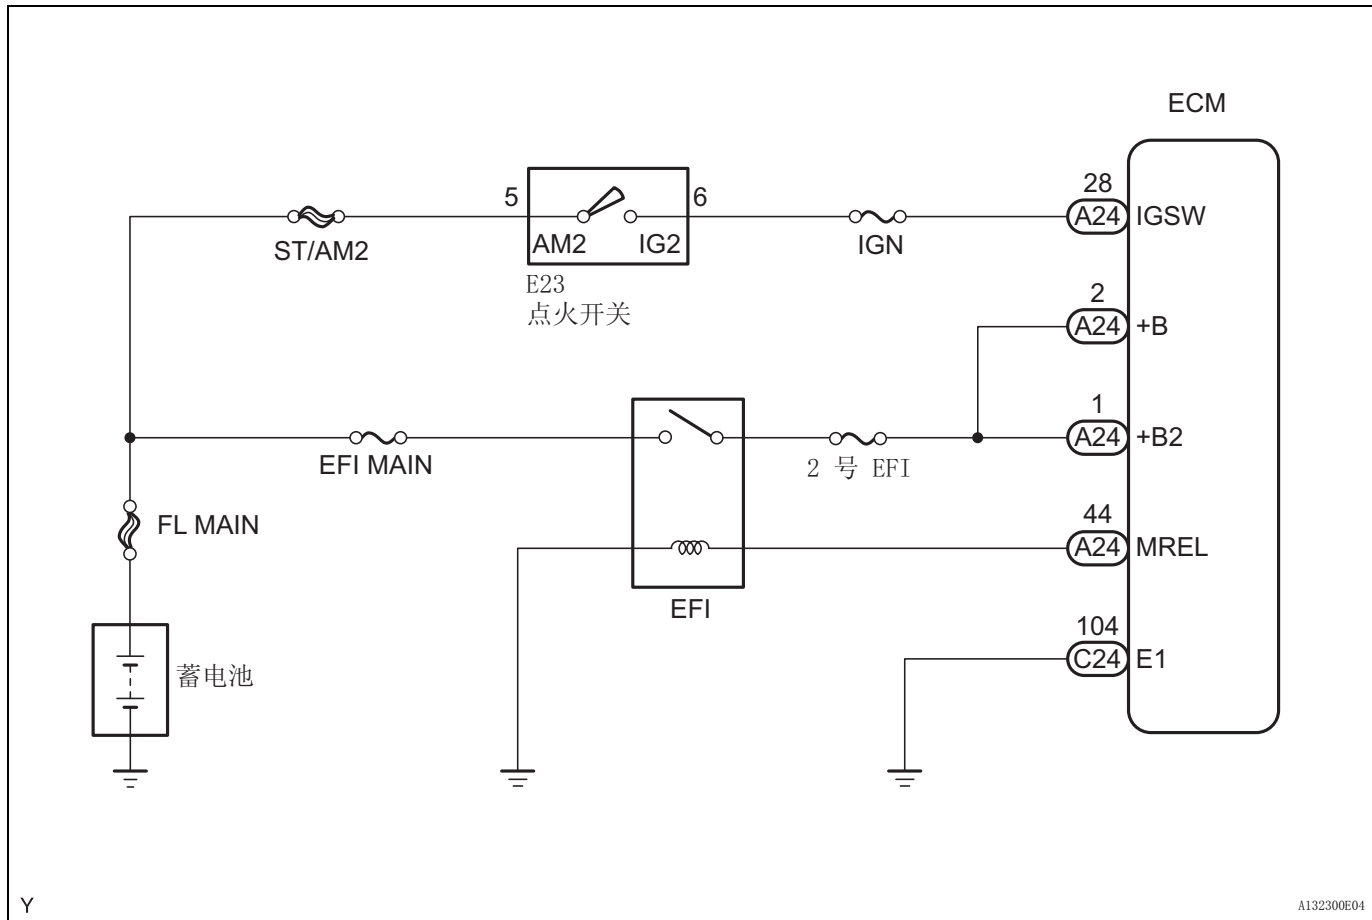 ECM
28
5
6
A24
IGSW
AM2
IG2
ST/AM2
IGN
E23
点火开关
2
A24
+B
1
A24
+B2
EFI MAIN
2 号 EFI
44
FL MAIN
A24
MREL
EFI
104
C24
E1
蓄电池
Y
A132300E04